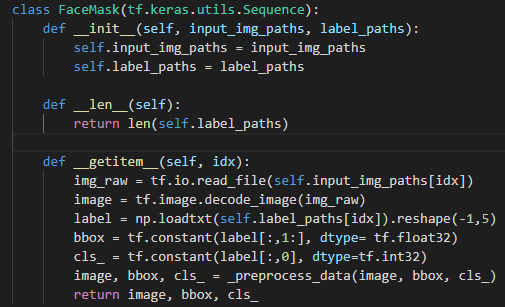 class FaceMask(tf.keras.utils.Sequence):
    def __init__(self, input_img_paths, label_paths):
        self.input_img_paths = input_img_paths
        self.label_paths = label_paths

    def __len__(self):
        return len(self.label_paths)

    def __getitem__(self, idx):
        img_raw = tf.io.read_file(self.input_img_paths[idx])
        image = tf.image.decode_image(img_raw)
        label = np.loadtxt(self.label_paths[idx]).reshape(-1,5)
        bbox = tf.constant(label[:,1:], dtype= tf.float32)
        cls_ = tf.constant(label[:,0], dtype=tf.int32)
        image, bbox, cls_ = _preprocess_data(image, bbox, cls_)
        return image, bbox, cls_